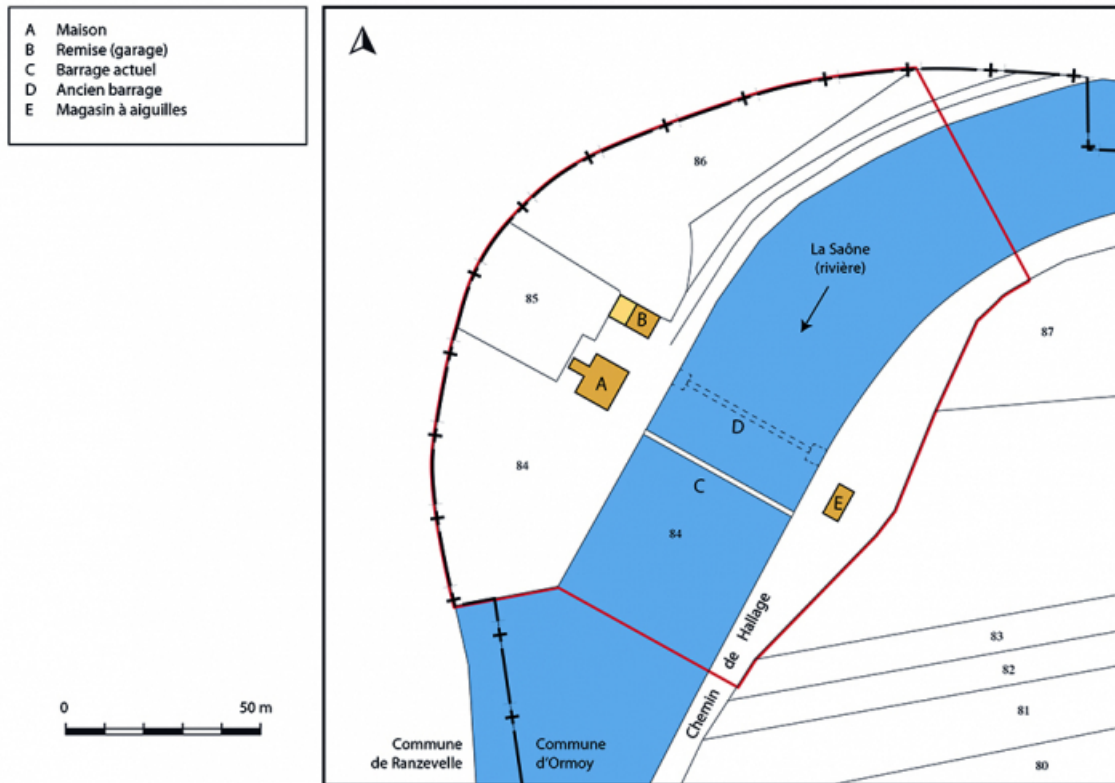 A Maison
B Remise (garage)
C Barrage actuel
D Ancien barrage
E Magasin à aiguilles
86
La Saône
(rivière)
85
B
87
A
D
84
C
E
84
Chemin de Hallage
83
82
81
80
0 50 m
Commune
de Ranzevelle
Commune
d'Ormoy